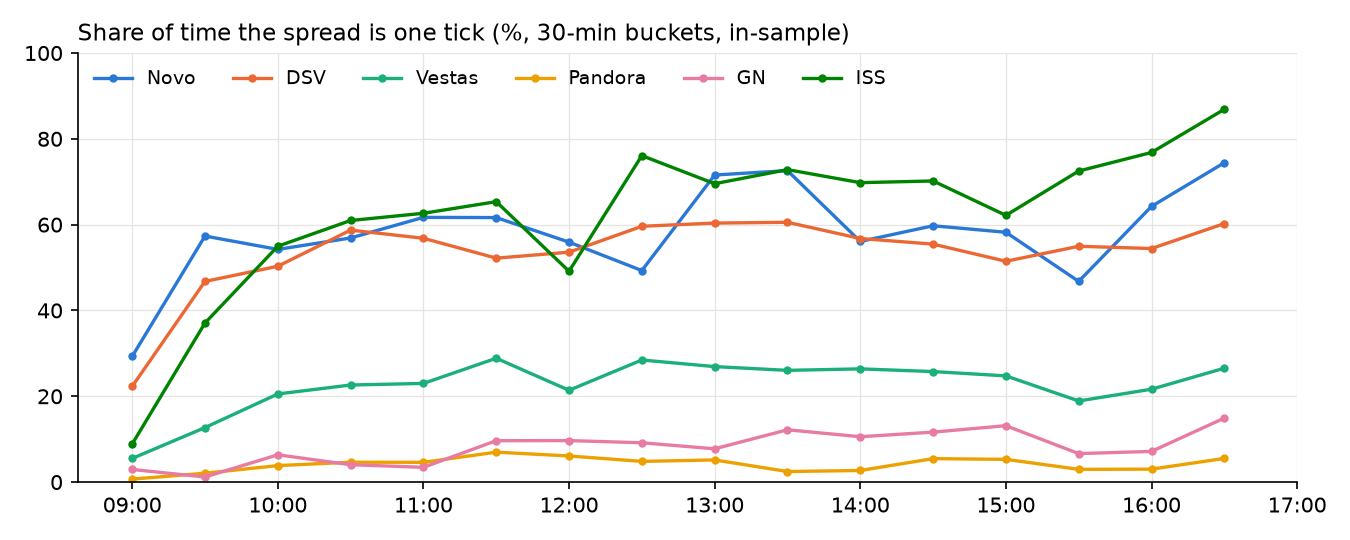 Share of time the spread is one tick (%, 30-min buckets, in-sample)
Novo DSV Vestas Pandora GN ISS
100
80
60
40
20
0
09:00 10:00 11:00 12:00 13:00 14:00 15:00 16:00 17:00